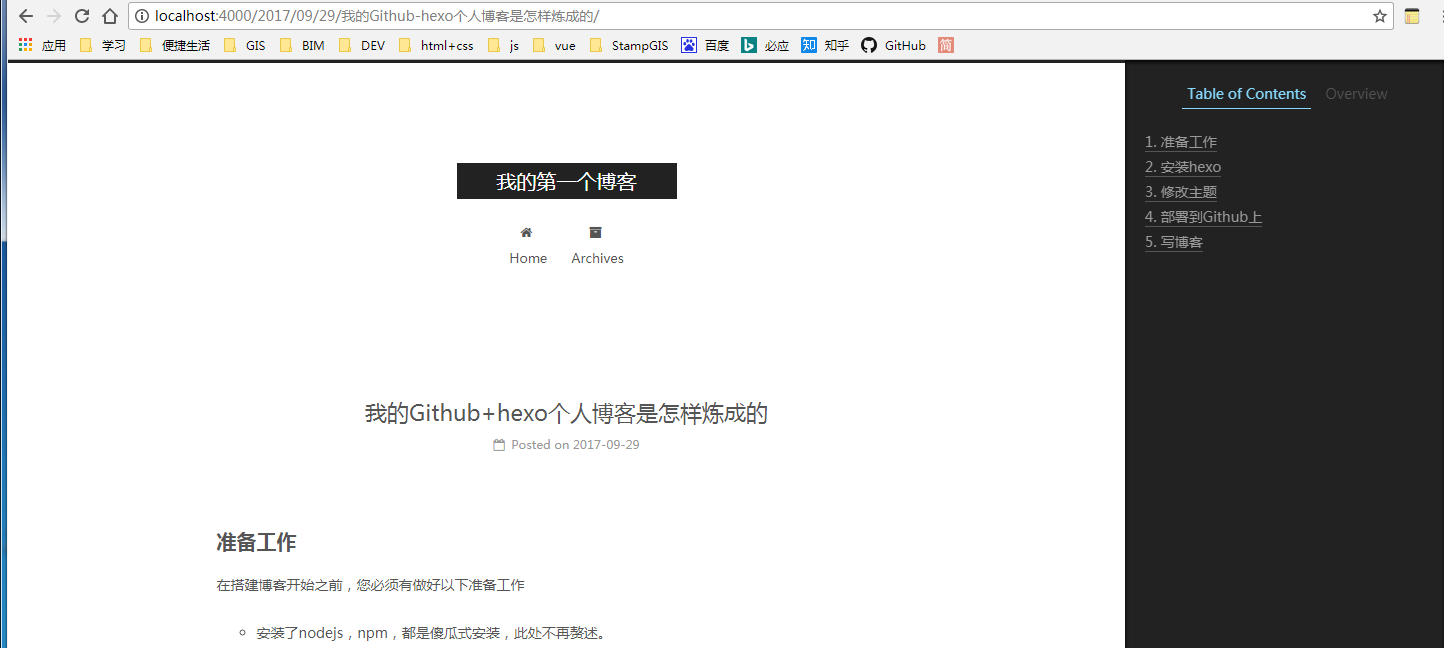 localhost:4000/2017/09/29/我的Github-hexo个人博客是怎样炼成的/
应用 学习 便捷生活 GIS BIM DEV html+css js vue StampGIS 百度 必应 知 知乎 GitHub 简
我的第一个博客
Home Archives
我的Github+hexo个人博客是怎样炼成的
Posted on 2017-09-29
准备工作
在搭建博客开始之前，您必须有做好以下准备工作
安装了nodejs，npm，都是傻瓜式安装，此处不再赘述。
Table of Contents Overview
1. 准备工作
2. 安装hexo
3. 修改主题
4. 部署到Github上
5. 写博客